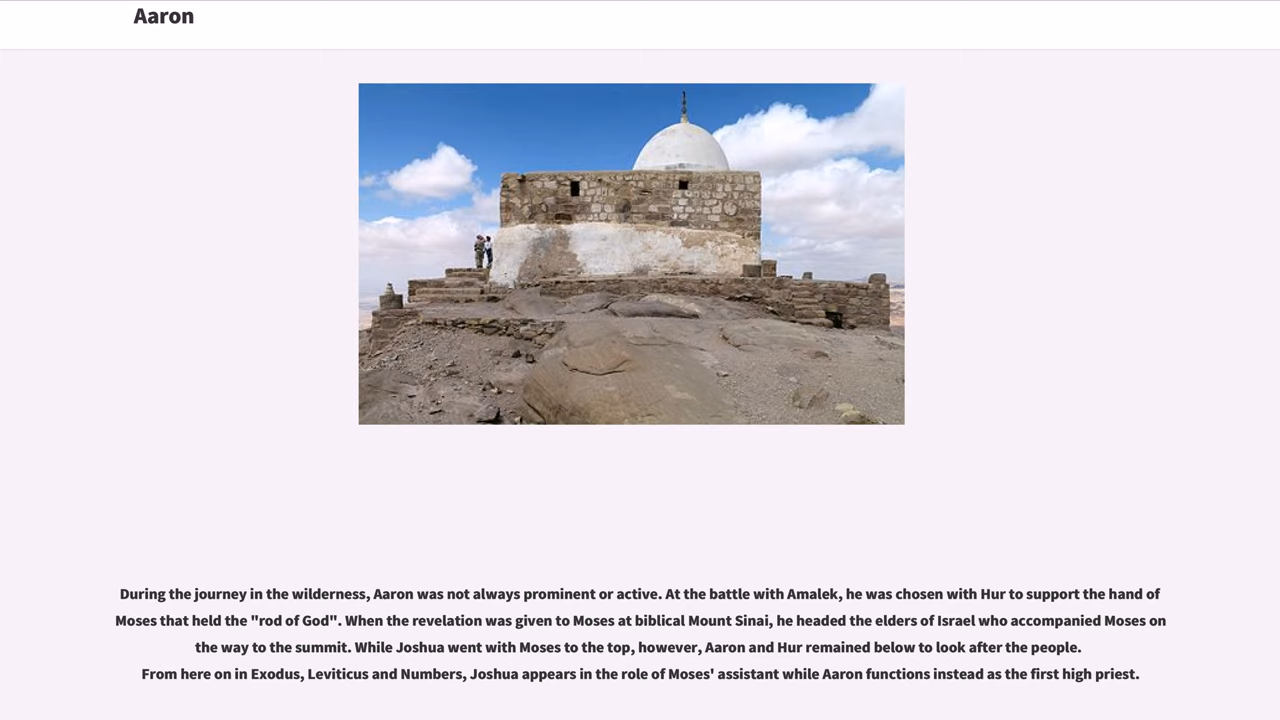 Aaron
During the journey in the wilderness, Aaron was not always prominent or active. At the battle with Amalek, he was chosen with Hur to support the hand of
Moses that held the "rod of God". When the revelation was given to Moses at biblical Mount Sinai, he headed the elders of Israel who accompanied Moses on
the way to the summit. While Joshua went with Moses to the top, however, Aaron and Hur remained below to look after the people.
From here on in Exodus, Leviticus and Numbers, Joshua appears in the role of Moses' assistant while Aaron functions instead as the first high priest.